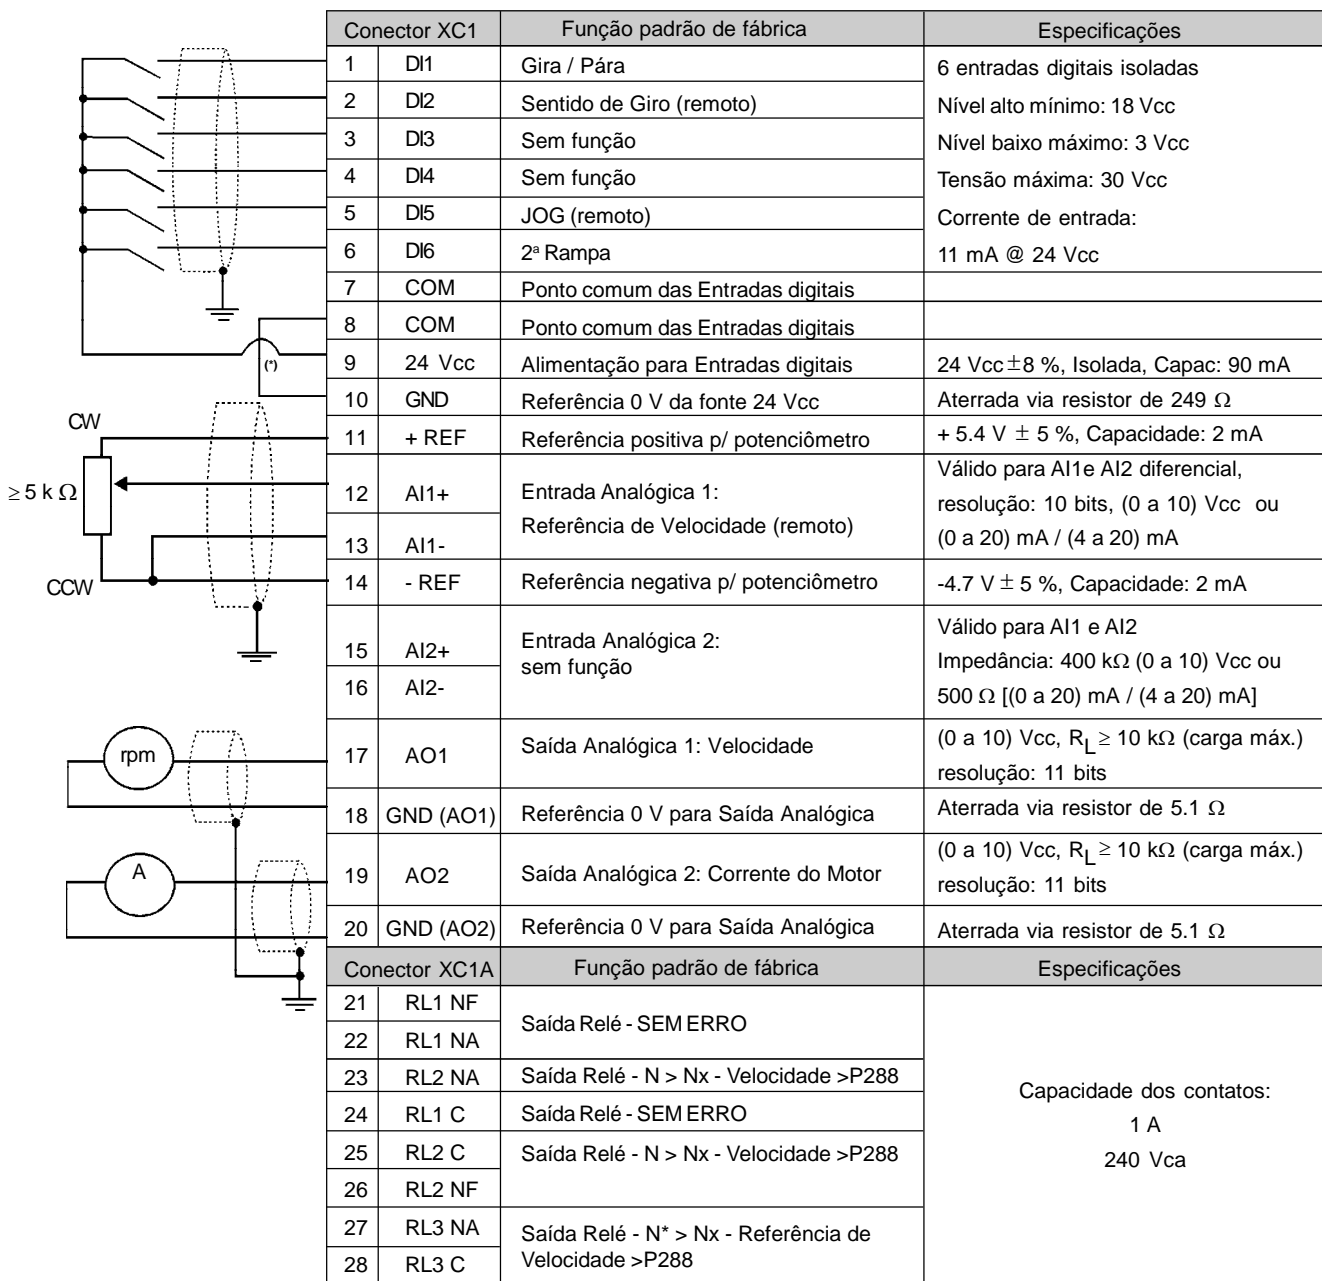 Conector XC1 Função padrão de fábrica Especificações
1 DI1 Gira / Pára
2 DI2 Sentido de Giro (remoto)
3 DI3 Sem função
4 DI4 Sem função
5 DI5 JOG (remoto)
6 DI6 2ª Rampa
6 entradas digitais isoladas
Nível alto mínimo: 18 Vcc
Nível baixo máximo: 3 Vcc
Tensão máxima: 30 Vcc
Corrente de entrada:
11 mA @ 24 Vcc
7 COM Ponto comum das Entradas digitais
8 COM Ponto comum das Entradas digitais
(*)
9 24 Vcc Alimentação para Entradas digitais 24 Vcc ± 8 %, Isolada, Capac: 90 mA
10 GND Referência 0 V da fonte 24 Vcc Aterrada via resistor de 249 Ω
CW
≥ 5 k Ω
CCW
11 + REF Referência positiva p/ potenciômetro + 5.4 V ± 5 %, Capacidade: 2 mA
12 AI1+
13 AI1-
Entrada Analógica 1:
Referência de Velocidade (remoto)
Válido para AI1e AI2 diferencial,
resolução: 10 bits, (0 a 10) Vcc ou
(0 a 20) mA / (4 a 20) mA
14 - REF Referência negativa p/ potenciômetro -4.7 V ± 5 %, Capacidade: 2 mA
15 AI2+
16 AI2-
Entrada Analógica 2:
sem função
Válido para AI1 e AI2
Impedância: 400 kΩ (0 a 10) Vcc ou
500 Ω [(0 a 20) mA / (4 a 20) mA]
rpm
17 AO1 Saída Analógica 1: Velocidade
(0 a 10) Vcc, RL ≥ 10 kΩ (carga máx.)
resolução: 11 bits
18 GND (AO1) Referência 0 V para Saída Analógica Aterrada via resistor de 5.1 Ω
A
19 AO2 Saída Analógica 2: Corrente do Motor
(0 a 10) Vcc, RL ≥ 10 kΩ (carga máx.)
resolução: 11 bits
20 GND (AO2) Referência 0 V para Saída Analógica Aterrada via resistor de 5.1 Ω
Conector XC1A Função padrão de fábrica Especificações
21 RL1 NF
22 RL1 NA
Saída Relé - SEM ERRO
23 RL2 NA Saída Relé - N > Nx - Velocidade >P288
24 RL1 C Saída Relé - SEM ERRO
25 RL2 C Saída Relé - N > Nx - Velocidade >P288
26 RL2 NF
27 RL3 NA
28 RL3 C
Saída Relé - N* > Nx - Referência de
Velocidade >P288
Capacidade dos contatos:
1 A
240 Vca